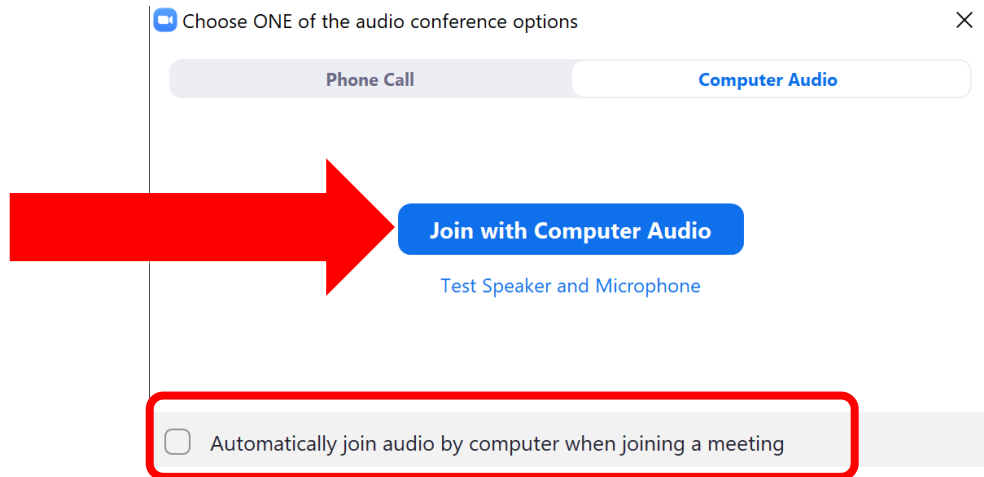 Choose ONE of the audio conference options
Phone Call
Computer Audio
Join with Computer Audio
Test Speaker and Microphone
Automatically join audio by computer when joining a meeting